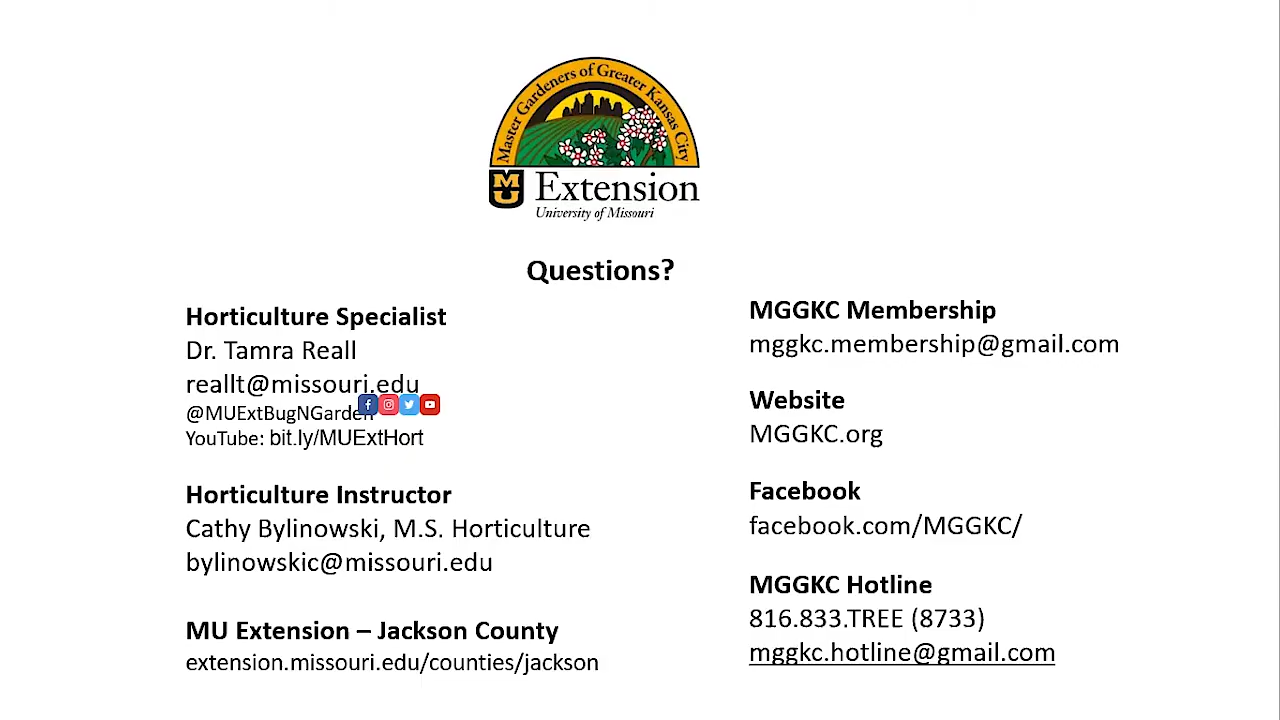 Master Gardeners of Greater Kansas City
MU Extension
University of Missouri
Questions?
Horticulture Specialist
Dr. Tamra Reall
reallt@missouri.edu
@MUExtBugNGarden
YouTube: bit.ly/MUExtHort
Horticulture Instructor
Cathy Bylinowski, M.S. Horticulture
bylinowskic@missouri.edu
MU Extension – Jackson County
extension.missouri.edu/counties/jackson
MGGKC Membership
mggkc.membership@gmail.com
Website
MGGKC.org
Facebook
facebook.com/MGGKC/
MGGKC Hotline
816.833.TREE (8733)
mggkc.hotline@gmail.com